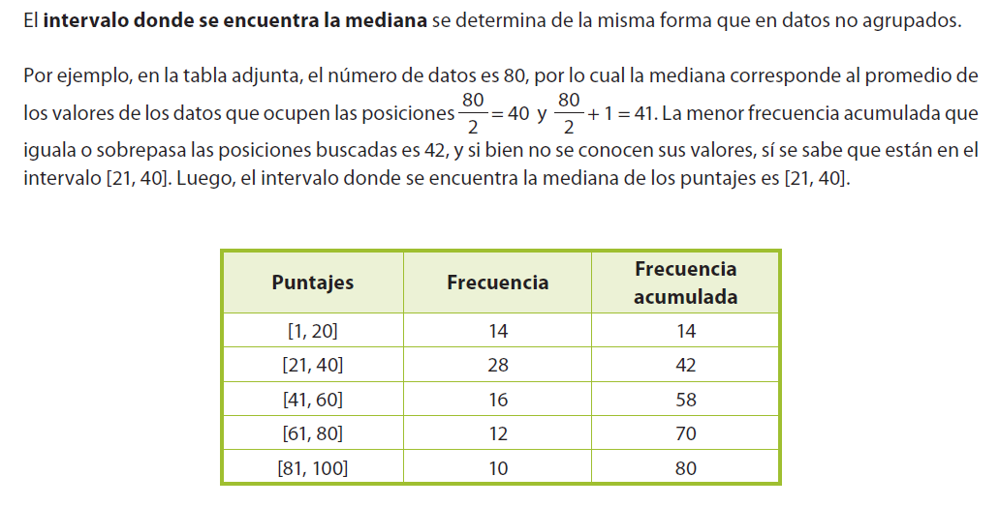 El intervalo donde se encuentra la mediana se determina de la misma forma que en datos no agrupados.
Por ejemplo, en la tabla adjunta, el número de datos es 80, por lo cual la mediana corresponde al promedio de
los valores de los datos que ocupen las posiciones 80/2 = 40 y 80/2 + 1 = 41. La menor frecuencia acumulada que
iguala o sobrepasa las posiciones buscadas es 42, y si bien no se conocen sus valores, sí se sabe que están en el
intervalo [21, 40]. Luego, el intervalo donde se encuentra la mediana de los puntajes es [21, 40].
Puntajes Frecuencia Frecuencia acumulada
[1, 20] 14 14
[21, 40] 28 42
[41, 60] 16 58
[61, 80] 12 70
[81, 100] 10 80